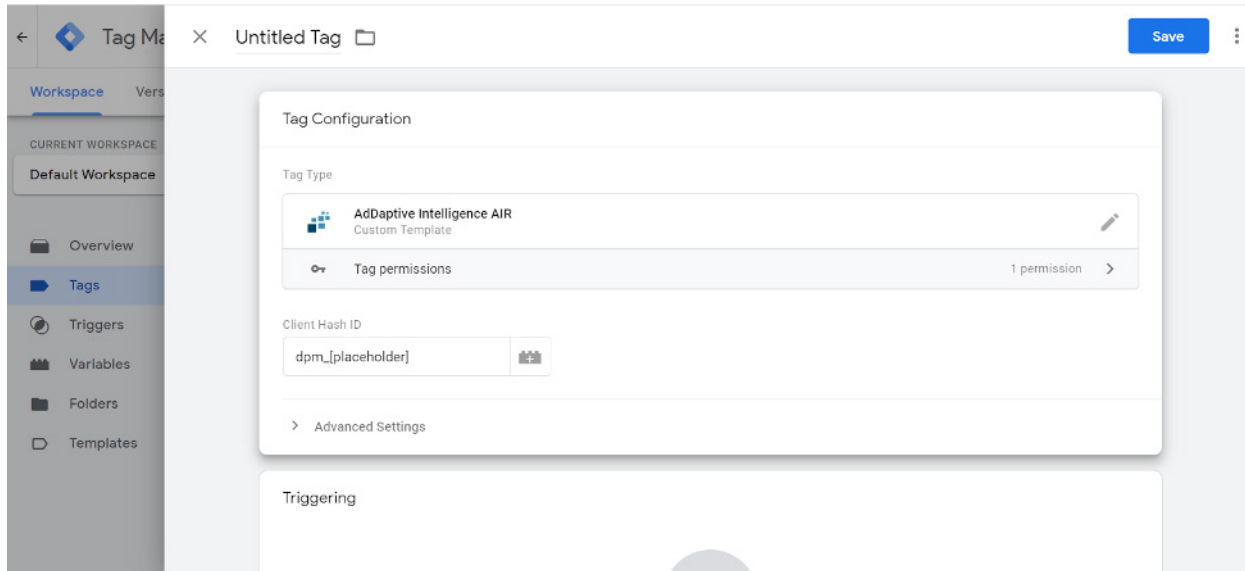 Tag Ma
Untitled Tag
Save
Workspace Vers
CURRENT WORKSPACE
Default Workspace
Overview
Tags
Triggers
Variables
Folders
Templates
Tag Configuration
Tag Type
AdDaptive Intelligence AIR
Custom Template
Tag permissions 1 permission
Client Hash ID
dpm_[placeholder]
Advanced Settings
Triggering